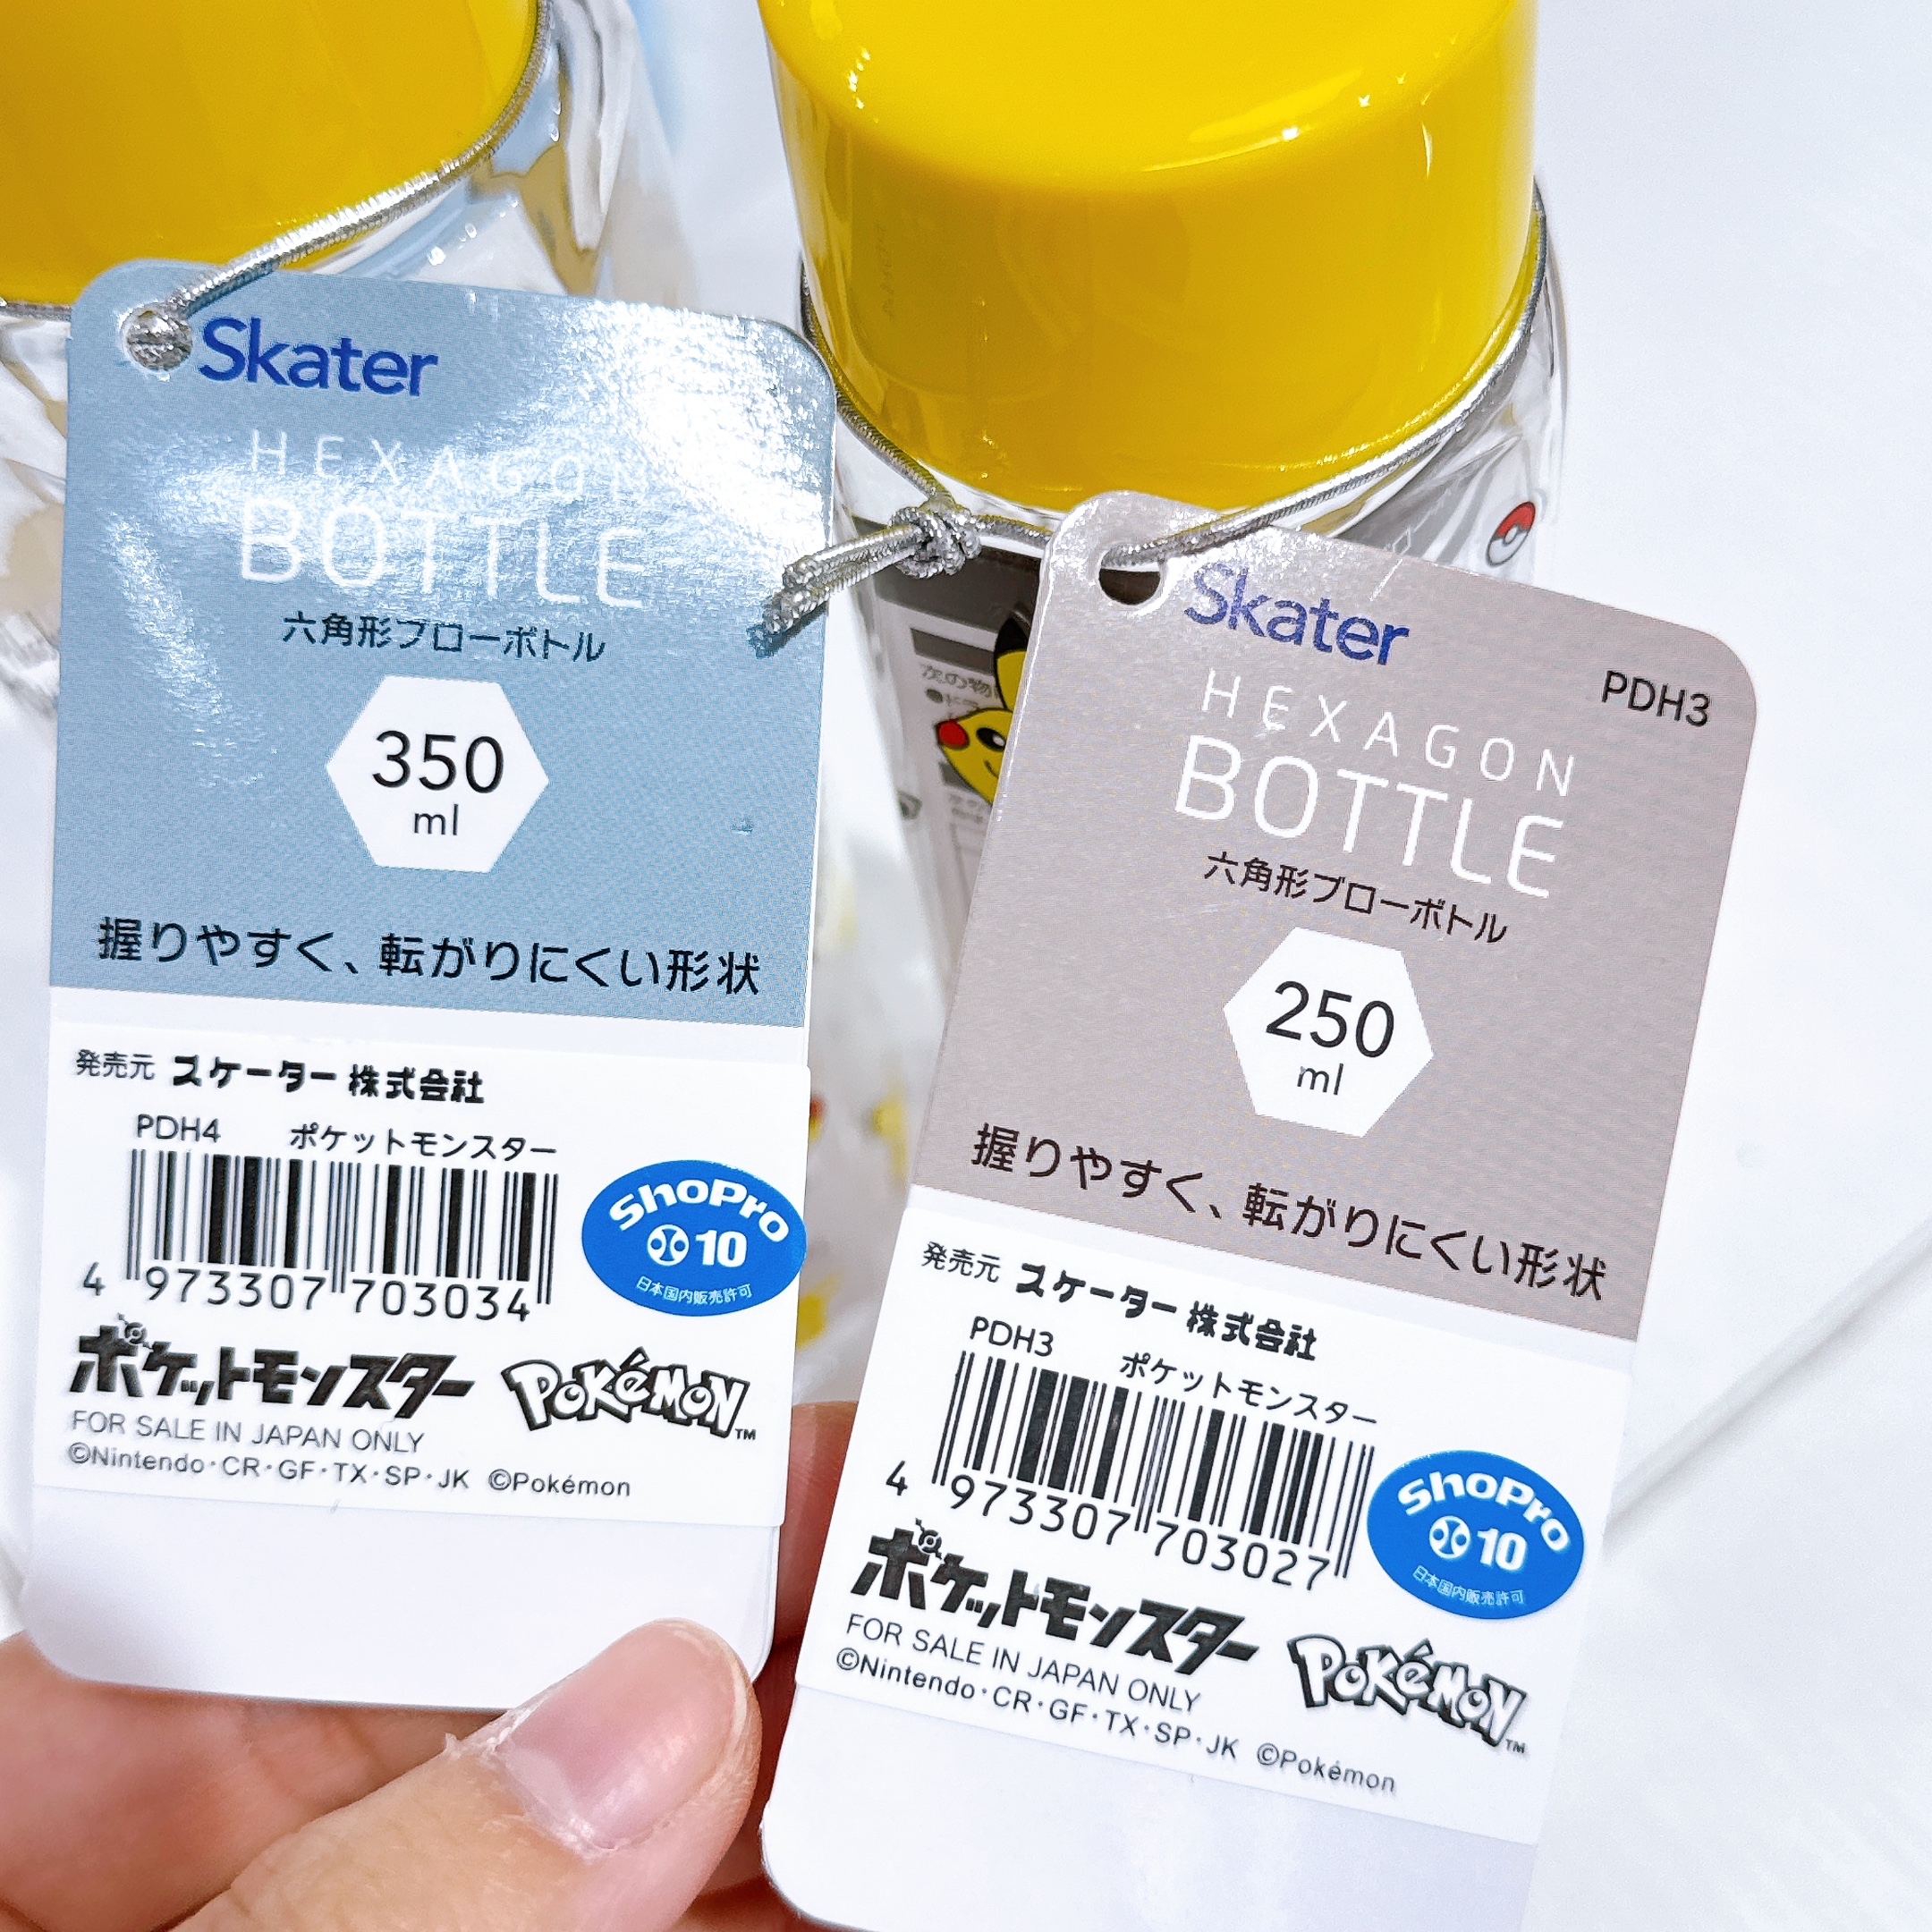 Skater
HEXAGON
BOTTLE
六角形ブローボトル
350
ml
握りやすく、転がりにくい形状
発売元 スケーター株式会社
PDH4 ポケットモンスター
4 973307 703034
ShoPro
10
日本国内販売許可
ポケットモンスター Pokémon™
FOR SALE IN JAPAN ONLY
©Nintendo・CR・GF・TX・SP・JK ©Pokémon
Skater
PDH3
HEXAGON
BOTTLE
六角形ブローボトル
250
ml
握りやすく、転がりにくい形状
発売元 スケーター株式会社
PDH3 ポケットモンスター
4 973307 703027
ShoPro
10
日本国内販売許可
ポケットモンスター Pokémon™
FOR SALE IN JAPAN ONLY
©Nintendo・CR・GF・TX・SP・JK ©Pokémon
次の物